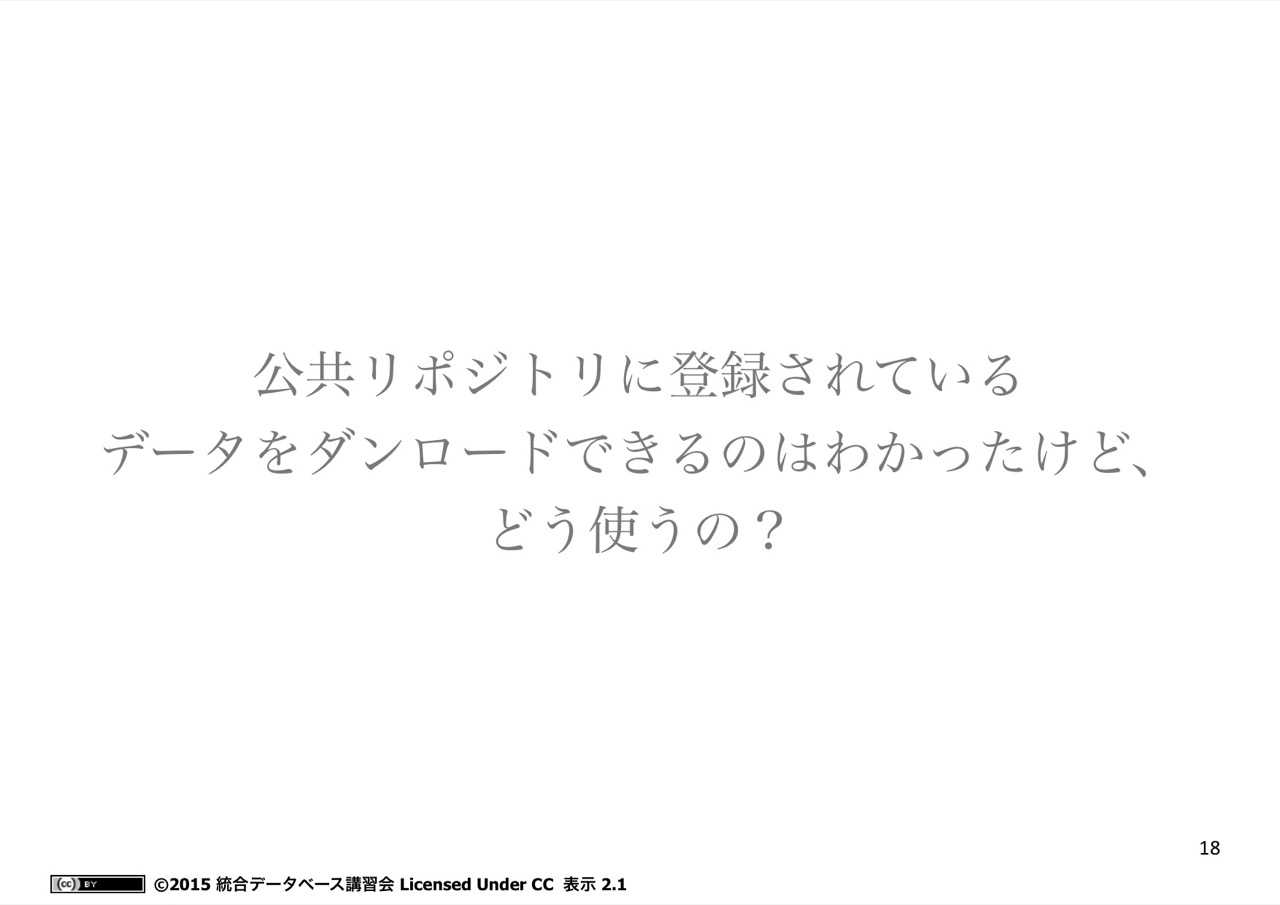 公共リポジトリに登録されている
データをダンロードできるのはわかったけど、
どう使うの？
18
(cc) BY ©2015 統合データベース講習会 Licensed Under CC 表示 2.1